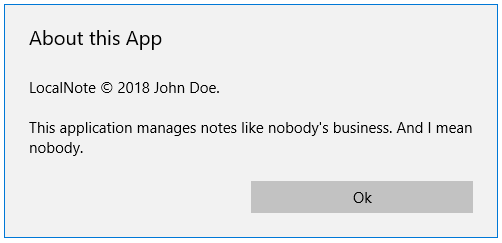 About this App
LocalNote © 2018 John Doe.
This application manages notes like nobody's business. And I mean
nobody.
Ok